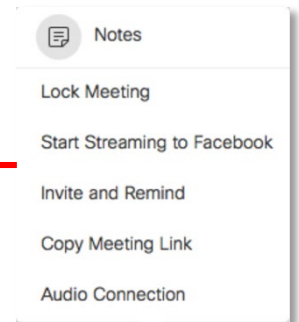 Notes
Lock Meeting
Start Streaming to Facebook
Invite and Remind
Copy Meeting Link
Audio Connection